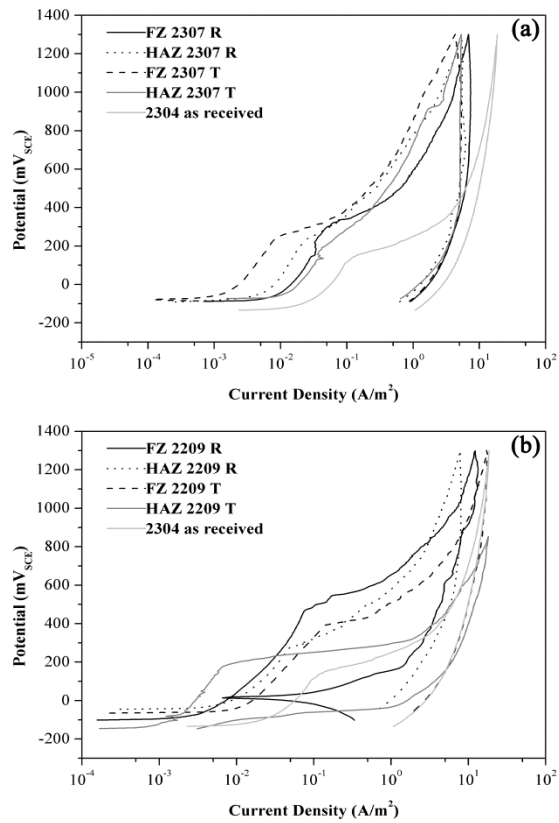 (a)
FZ 2307 R
HAZ 2307 R
FZ 2307 T
HAZ 2307 T
2304 as received
Potential (mV_SCE)
1400
1200
1000
800
600
400
200
0
-200
10^-5 10^-4 10^-3 10^-2 10^-1 10^0 10^1 10^2
Current Density (A/m^2)
(b)
FZ 2209 R
HAZ 2209 R
FZ 2209 T
HAZ 2209 T
2304 as received
Potential (mV_SCE)
1400
1200
1000
800
600
400
200
0
-200
10^-4 10^-3 10^-2 10^-1 10^0 10^1 10^2
Current Density (A/m^2)